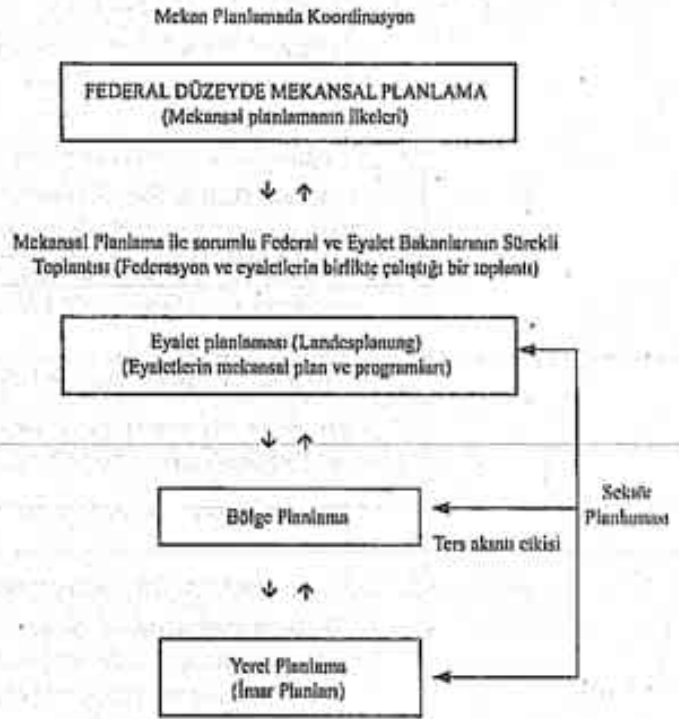 Mekan Planlamada Koordinasyon
FEDERAL DÜZEYDE MEKANSAL PLANLAMA
(Mekansal planlamanın ilkeleri)
Mekansal Planlama ile sorumlu Federal ve Eyalet Bakanlarının Sürekli
Toplantısı (Federasyon ve eyaletlerin birlikte çalıştığı bir toplantı)
Eyalet planlaması (Landesplanung)
(Eyaletlerin mekansal plan ve programları)
Bölge Planlama
Sektör
Planlaması
Ters akıntı etkisi
Yerel Planlama
(İmar Planları)